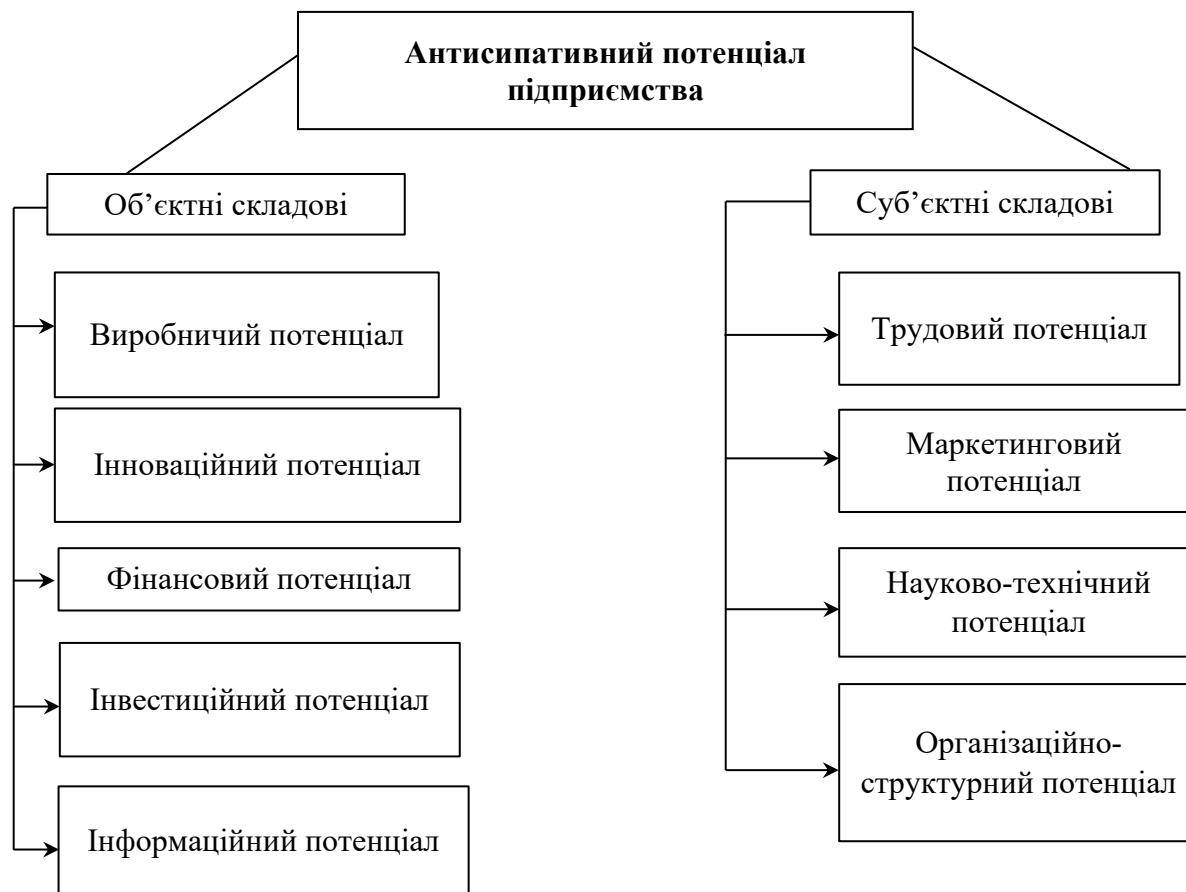 Антисипативний потенціал
підприємства
Об’єктні складові
Виробничий потенціал
Інноваційний потенціал
Фінансовий потенціал
Інвестиційний потенціал
Інформаційний потенціал
Суб’єктні складові
Трудовий потенціал
Маркетинговий
потенціал
Науково-технічний
потенціал
Організаційно-
структурний потенціал